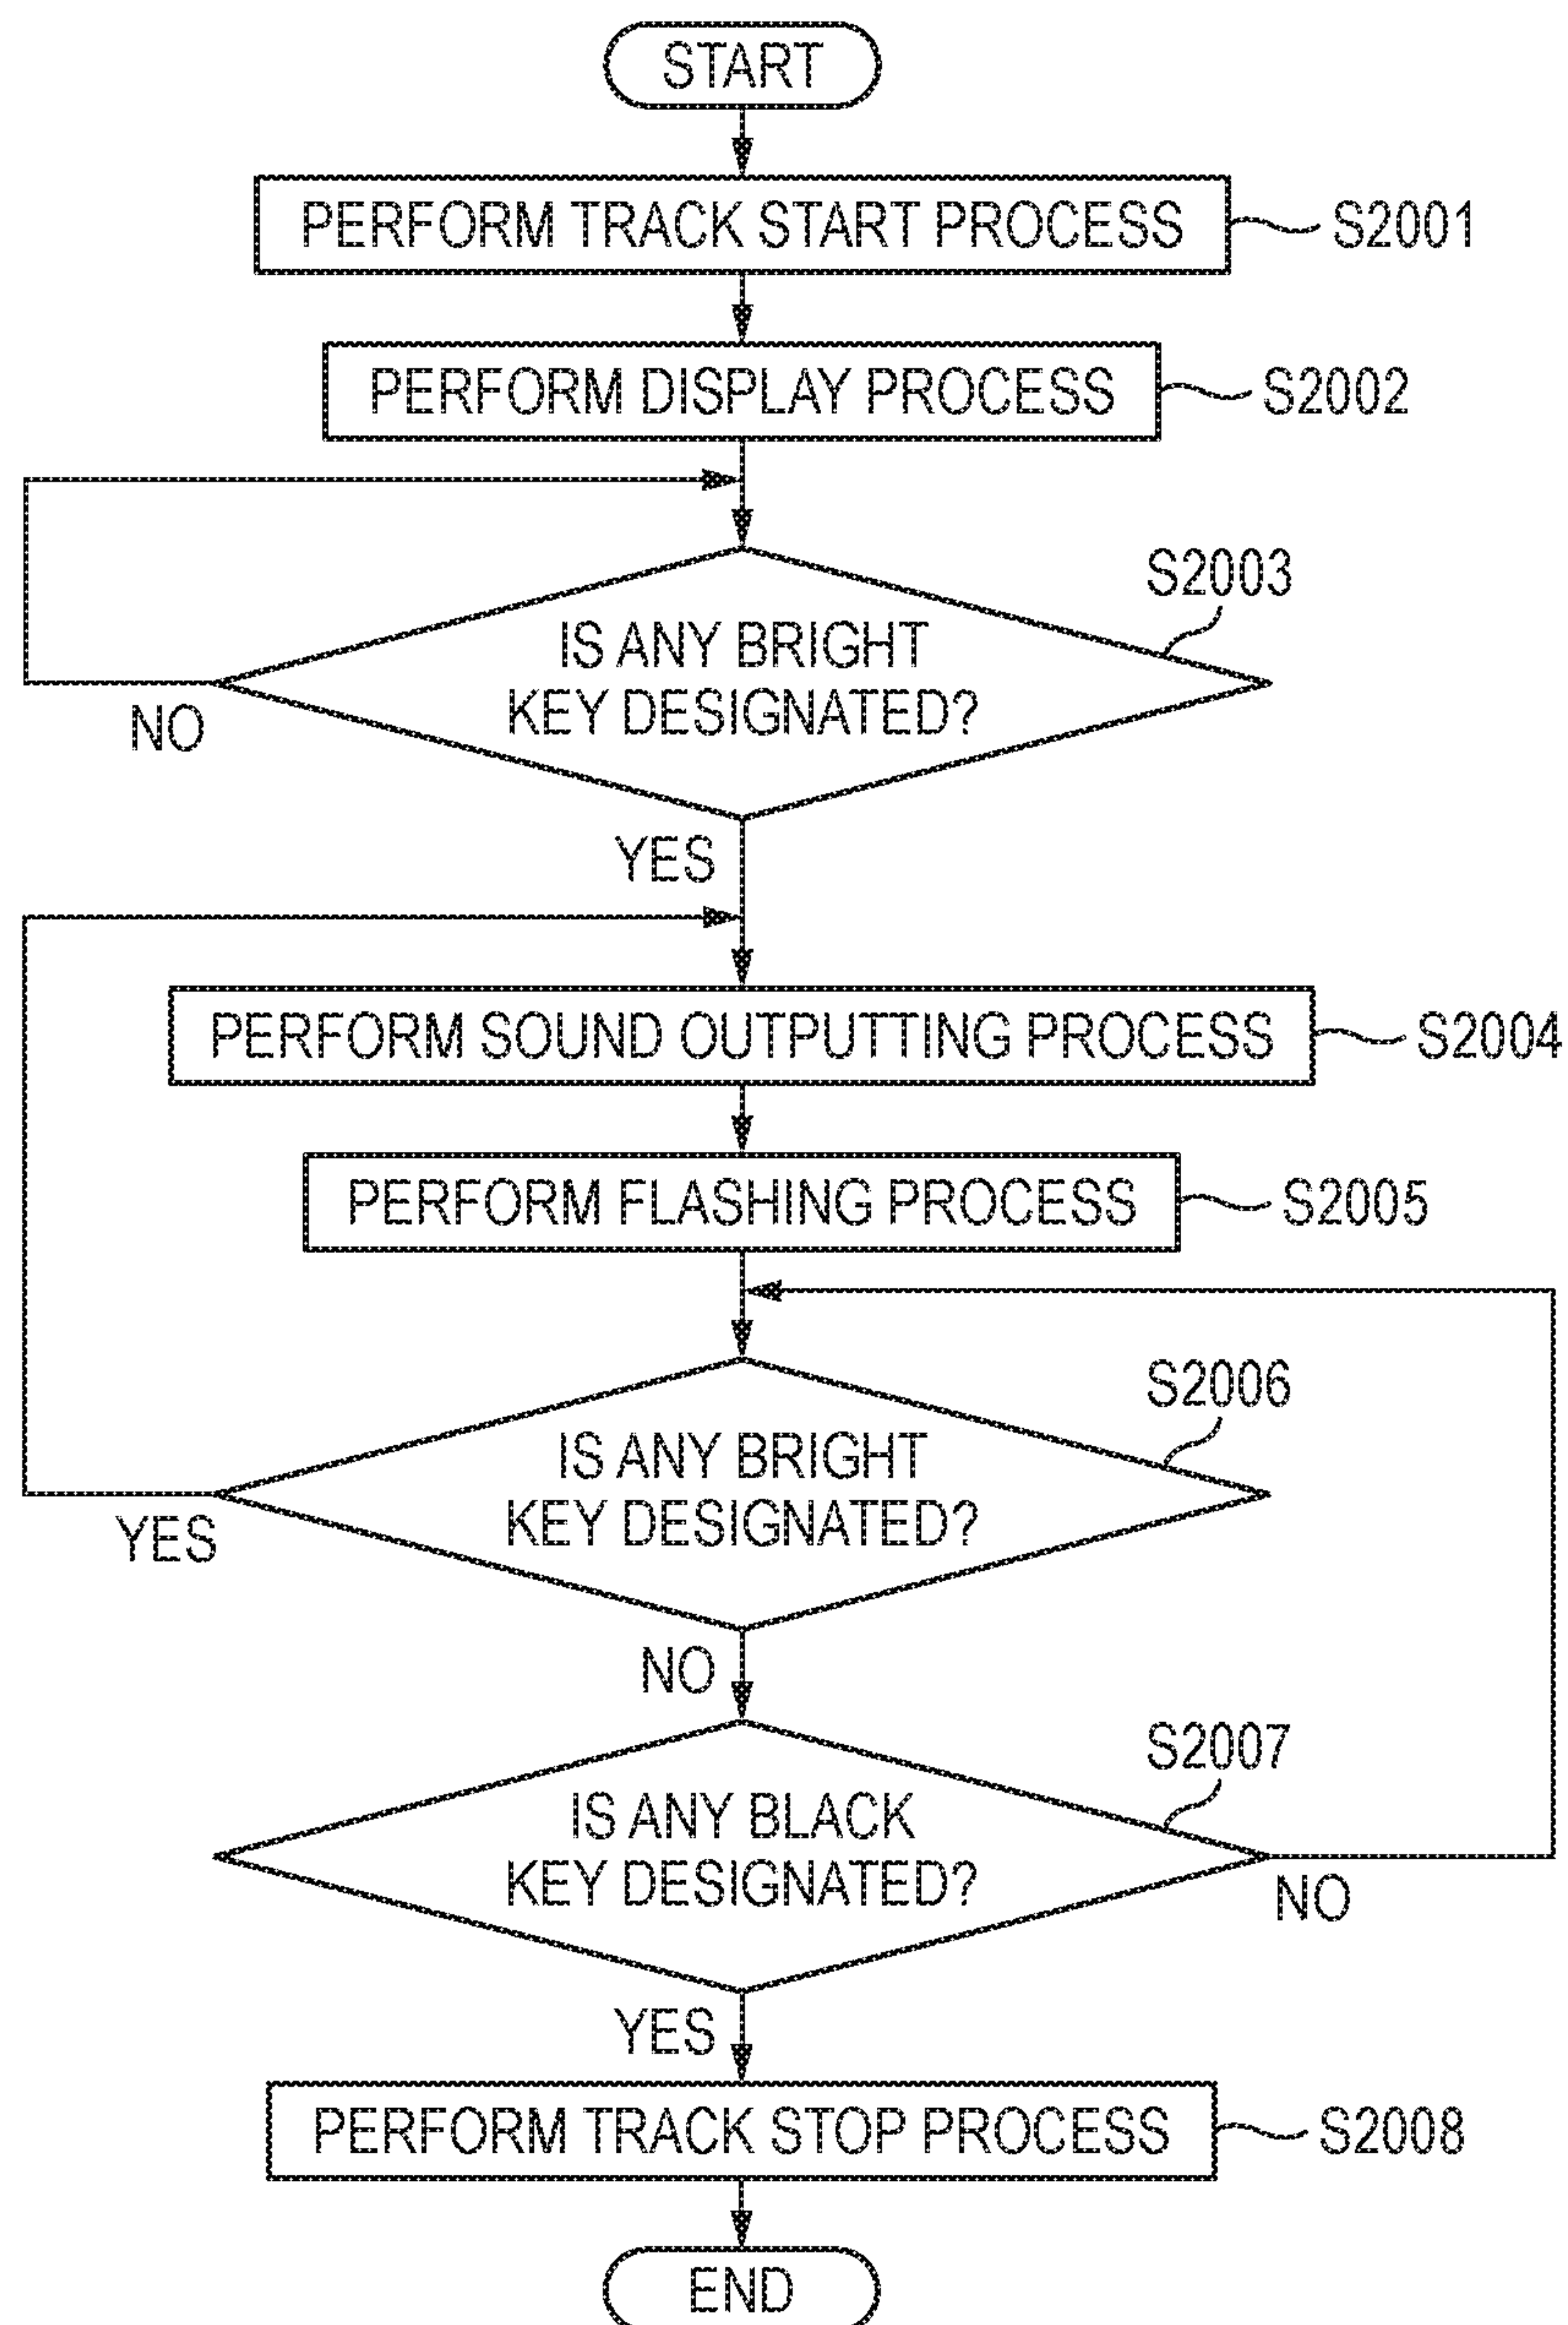 START
PERFORM TRACK START PROCESS
S2001
PERFORM DISPLAY PROCESS
S2002
S2003
IS ANY BRIGHT
KEY DESIGNATED?
NO
YES
PERFORM SOUND OUTPUTTING PROCESS
S2004
PERFORM FLASHING PROCESS
S2005
S2006
IS ANY BRIGHT
KEY DESIGNATED?
YES
NO
S2007
IS ANY BLACK
KEY DESIGNATED?
NO
YES
PERFORM TRACK STOP PROCESS
S2008
END